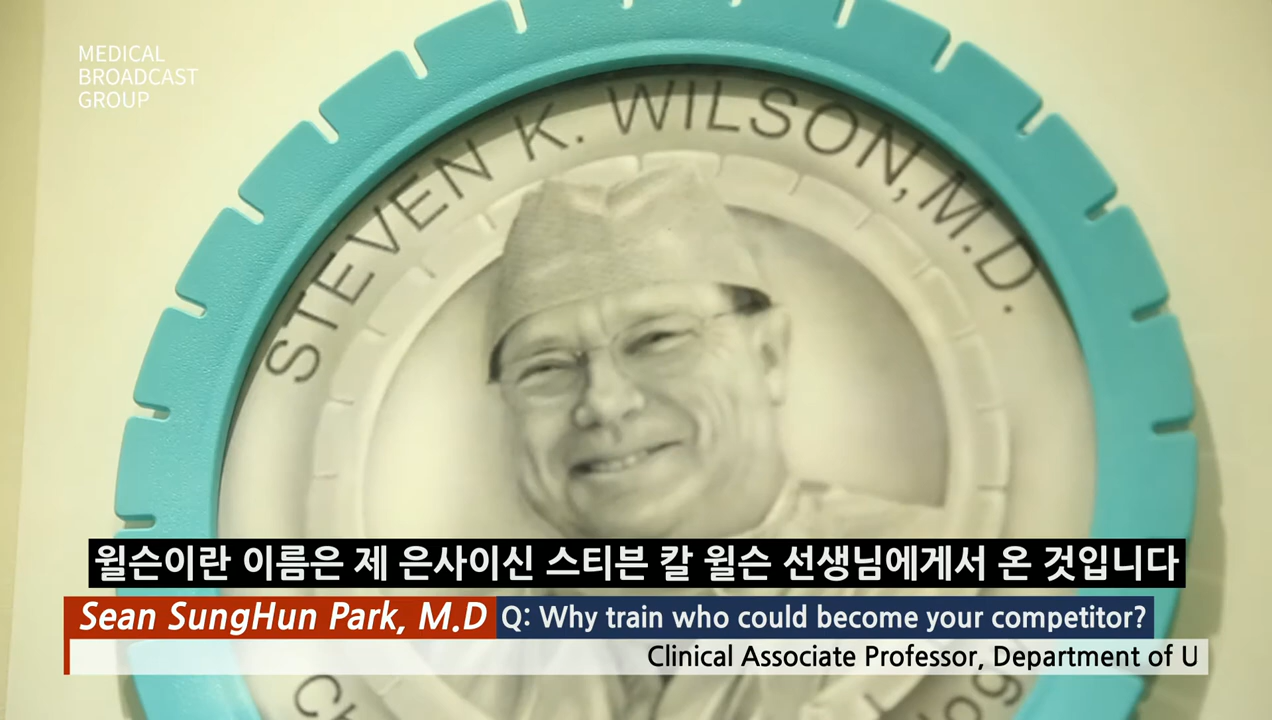 MEDICAL
BROADCAST
GROUP
STEVEN K. WILSON, M.D.
윌슨이란 이름은 제 은사이신 스티븐 칼 윌슨 선생님에게서 온 것입니다
Sean SungHun Park, M.D
Q: Why train who could become your competitor?
Clinical Associate Professor, Department of U